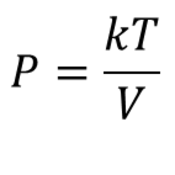 P = kT/V